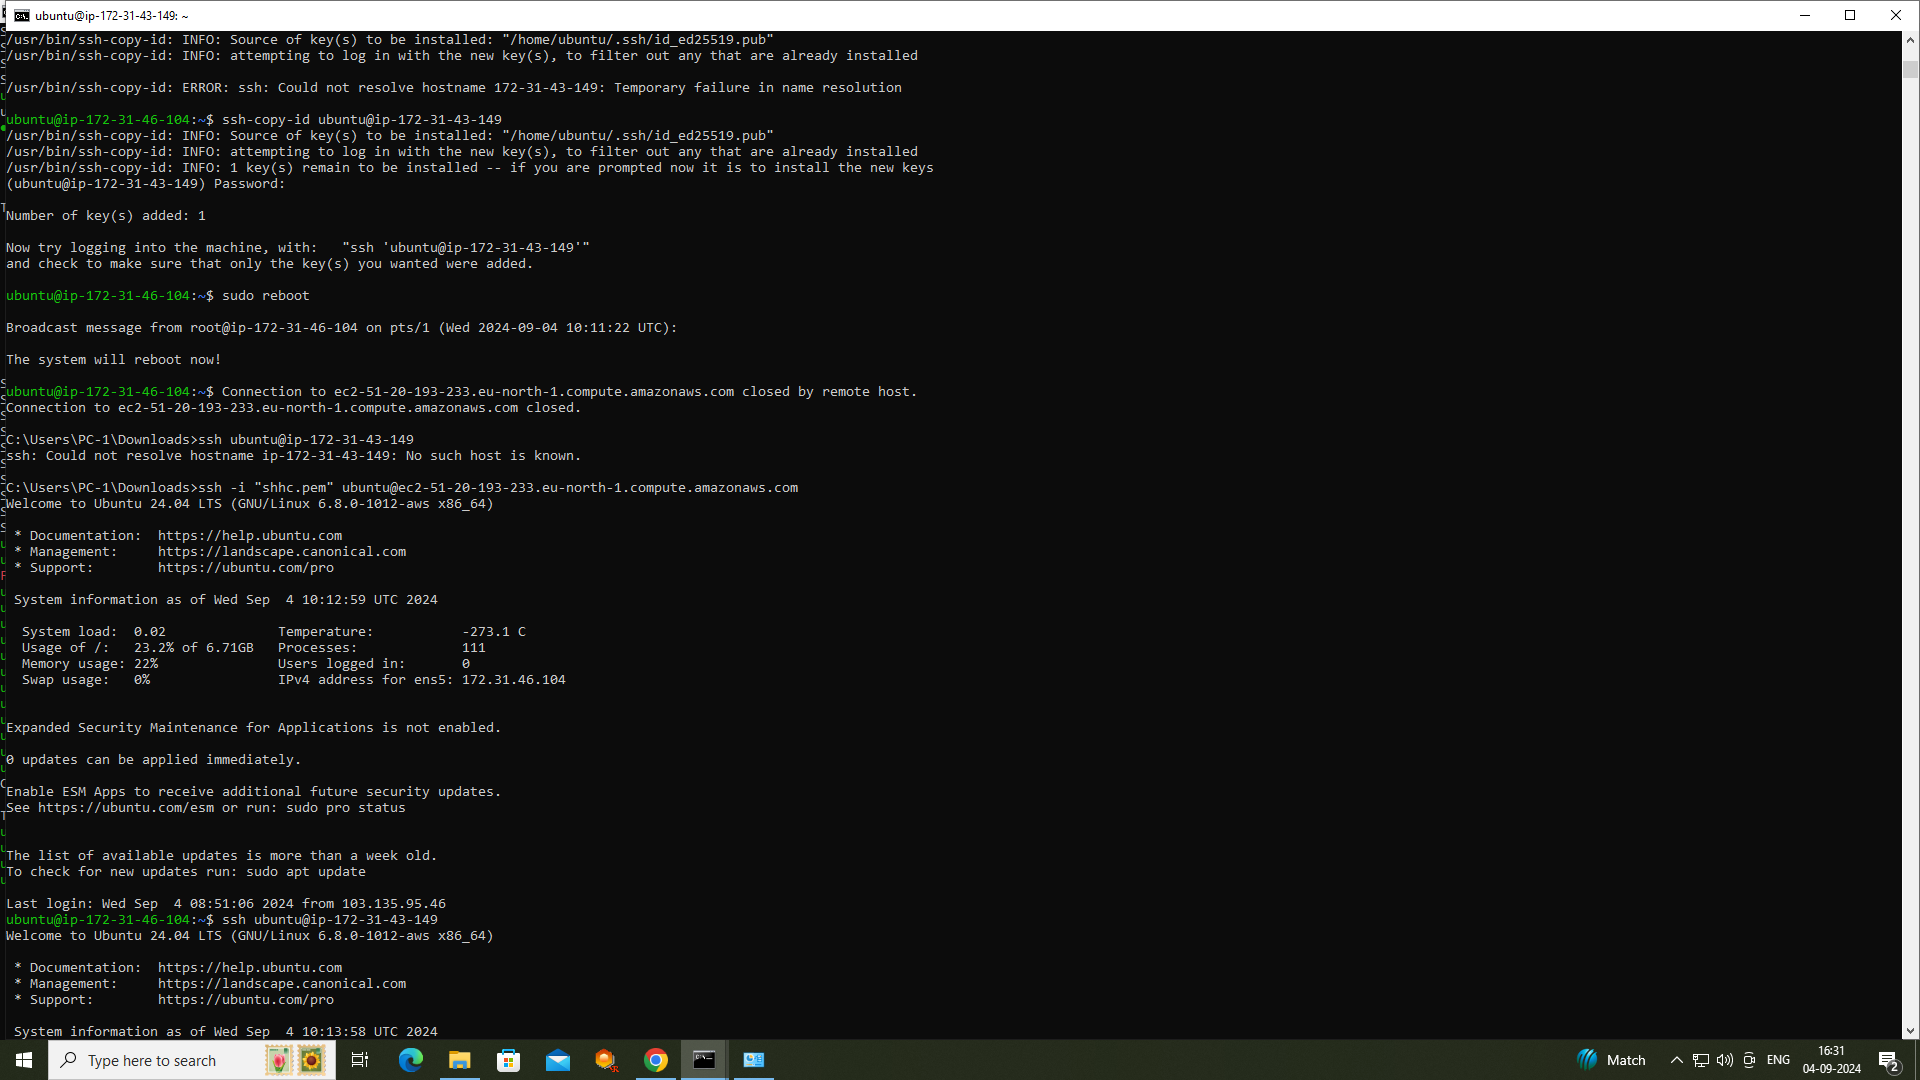 ubuntu@ip-172-31-43-149: ~
/usr/bin/ssh-copy-id: INFO: Source of key(s) to be installed: "/home/ubuntu/.ssh/id_ed25519.pub"
/usr/bin/ssh-copy-id: INFO: attempting to log in with the new key(s), to filter out any that are already installed
/usr/bin/ssh-copy-id: ERROR: ssh: Could not resolve hostname 172-31-43-149: Temporary failure in name resolution
ubuntu@ip-172-31-46-104:~$ ssh-copy-id ubuntu@ip-172-31-43-149
/usr/bin/ssh-copy-id: INFO: Source of key(s) to be installed: "/home/ubuntu/.ssh/id_ed25519.pub"
/usr/bin/ssh-copy-id: INFO: attempting to log in with the new key(s), to filter out any that are already installed
/usr/bin/ssh-copy-id: INFO: 1 key(s) remain to be installed -- if you are prompted now it is to install the new keys
(ubuntu@ip-172-31-43-149) Password:
Number of key(s) added: 1
Now try logging into the machine, with:   "ssh 'ubuntu@ip-172-31-43-149'"
and check to make sure that only the key(s) you wanted were added.
ubuntu@ip-172-31-46-104:~$ sudo reboot
Broadcast message from root@ip-172-31-46-104 on pts/1 (Wed 2024-09-04 10:11:22 UTC):
The system will reboot now!
ubuntu@ip-172-31-46-104:~$ Connection to ec2-51-20-193-233.eu-north-1.compute.amazonaws.com closed by remote host.
Connection to ec2-51-20-193-233.eu-north-1.compute.amazonaws.com closed.
C:\Users\PC-1\Downloads>ssh ubuntu@ip-172-31-43-149
ssh: Could not resolve hostname ip-172-31-43-149: No such host is known.
C:\Users\PC-1\Downloads>ssh -i "shhc.pem" ubuntu@ec2-51-20-193-233.eu-north-1.compute.amazonaws.com
Welcome to Ubuntu 24.04 LTS (GNU/Linux 6.8.0-1012-aws x86_64)
* Documentation:  https://help.ubuntu.com
* Management:     https://landscape.canonical.com
* Support:        https://ubuntu.com/pro
System information as of Wed Sep  4 10:12:59 UTC 2024
System load:  0.02              Temperature:           -273.1 C
Usage of /:   23.2% of 6.71GB   Processes:             111
Memory usage: 22%               Users logged in:       0
Swap usage:   0%                IPv4 address for ens5: 172.31.46.104
Expanded Security Maintenance for Applications is not enabled.
0 updates can be applied immediately.
Enable ESM Apps to receive additional future security updates.
See https://ubuntu.com/esm or run: sudo pro status
The list of available updates is more than a week old.
To check for new updates run: sudo apt update
Last login: Wed Sep  4 08:51:06 2024 from 103.135.95.46
ubuntu@ip-172-31-46-104:~$ ssh ubuntu@ip-172-31-43-149
Welcome to Ubuntu 24.04 LTS (GNU/Linux 6.8.0-1012-aws x86_64)
* Documentation:  https://help.ubuntu.com
* Management:     https://landscape.canonical.com
* Support:        https://ubuntu.com/pro
System information as of Wed Sep  4 10:13:58 UTC 2024
Type here to search
Match
ENG
16:31
04-09-2024
2